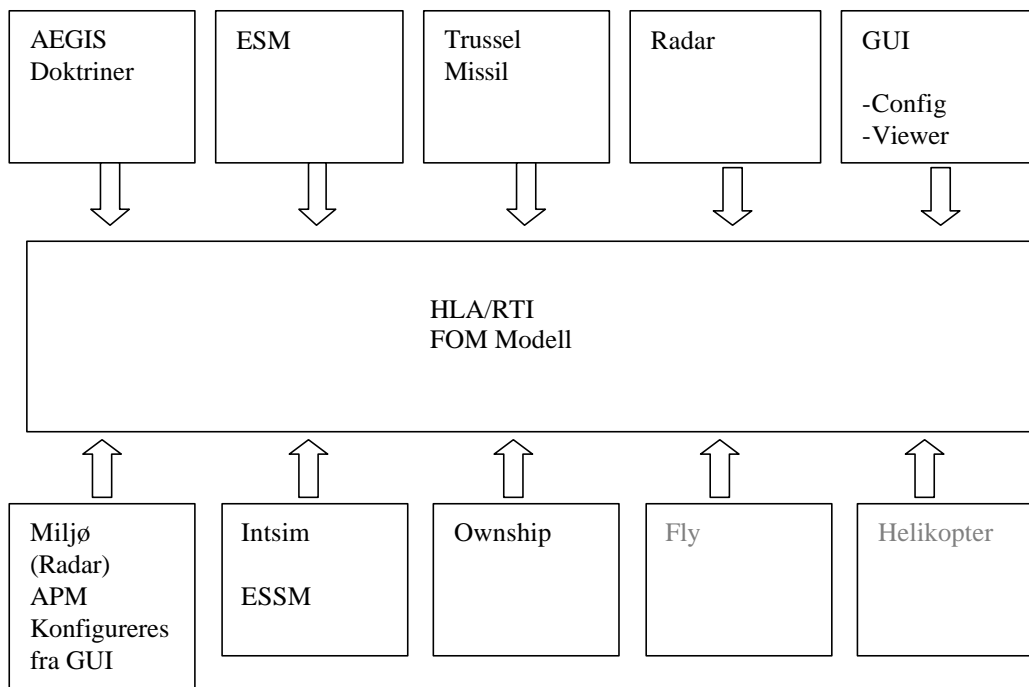 AEGIS
Doktriner
ESM
Trussel
Missil
Radar
GUI
-Config
-Viewer
HLA/RTI
FOM Modell
Miljø
(Radar)
APM
Konfigureres
fra GUI
Intsim
ESSM
Ownship
Fly
Helikopter